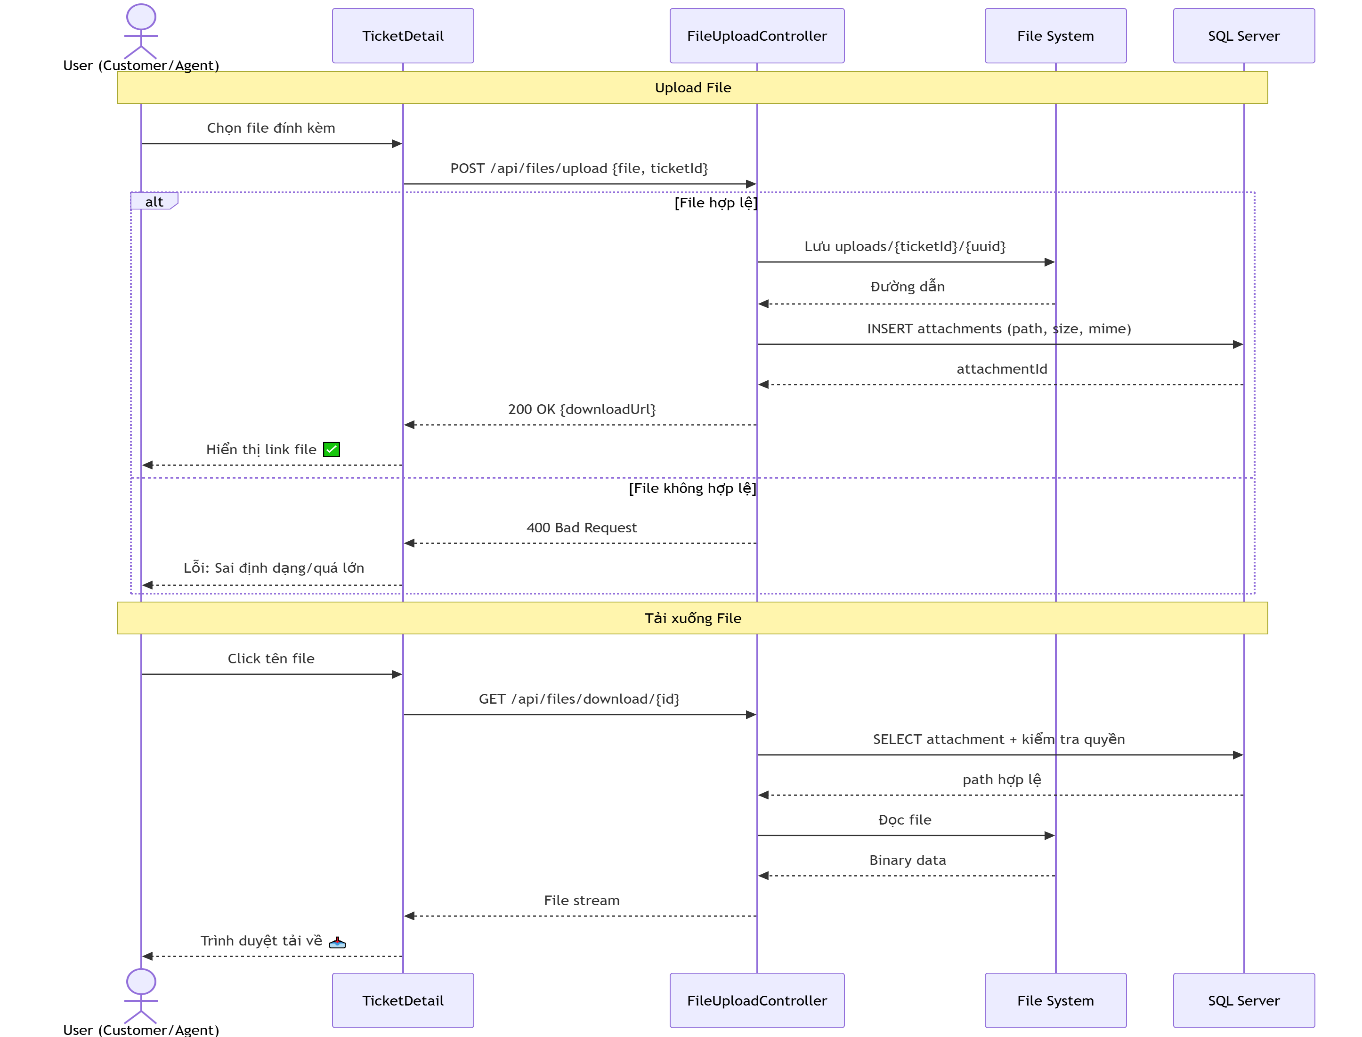 User (Customer/Agent)
TicketDetail
FileUploadController
File System
SQL Server
Upload File
Chọn file đính kèm
POST /api/files/upload {file, ticketId}
alt
[File hợp lệ]
Lưu uploads/{ticketId}/{uuid}
Đường dẫn
INSERT attachments (path, size, mime)
attachmentId
200 OK {downloadUrl}
Hiển thị link file ✅
[File không hợp lệ]
400 Bad Request
Lỗi: Sai định dạng/quá lớn
Tải xuống File
Click tên file
GET /api/files/download/{id}
SELECT attachment + kiểm tra quyền
path hợp lệ
Đọc file
Binary data
File stream
Trình duyệt tải về 📥
User (Customer/Agent)
TicketDetail
FileUploadController
File System
SQL Server